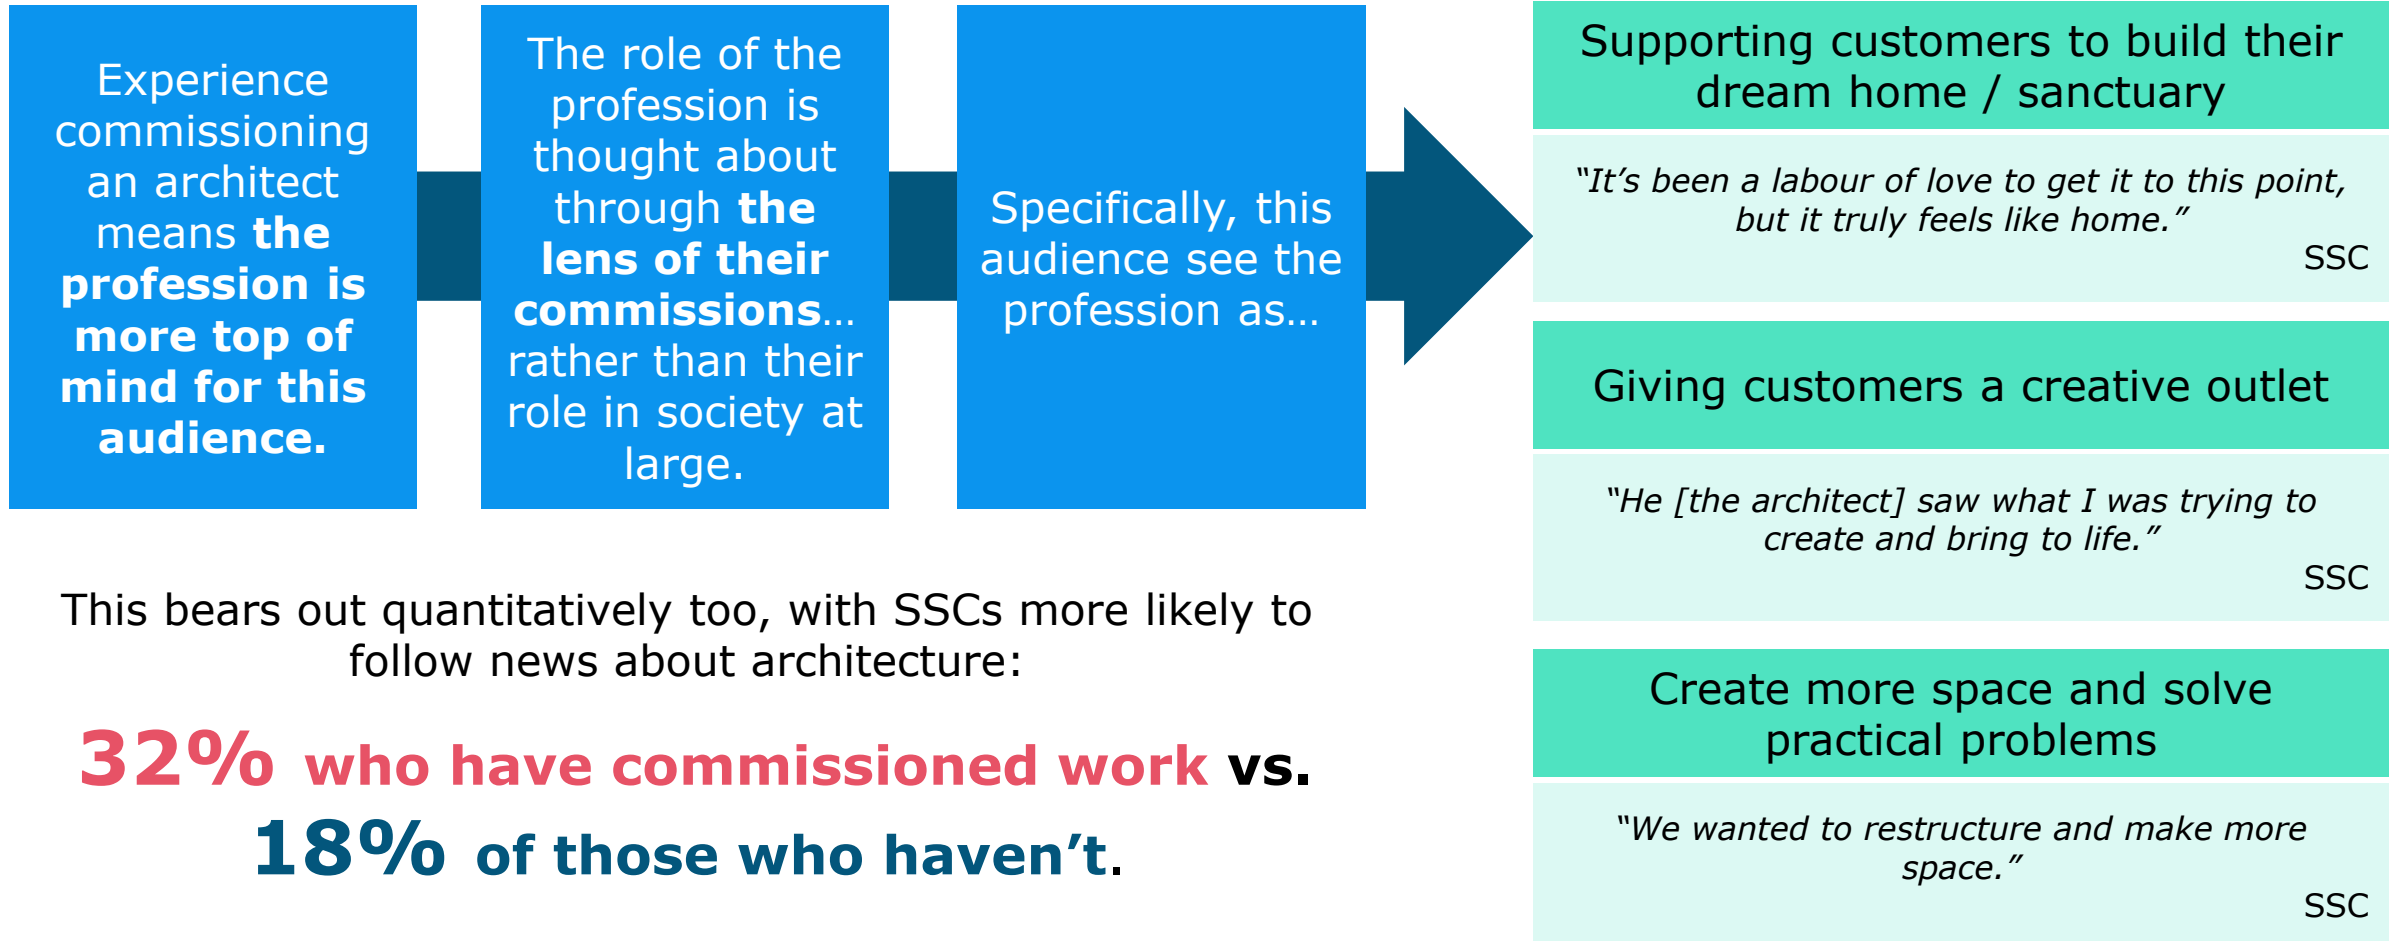 Experience
commissioning
an architect
means the
profession is
more top of
mind for this
audience.
The role of the
profession is
thought about
through the
lens of their
commissions…
rather than their
role in society at
large.
Specifically, this
audience see the
profession as…
Supporting customers to build their
dream home / sanctuary
“It’s been a labour of love to get it to this point,
but it truly feels like home.”
SSC
Giving customers a creative outlet
“He [the architect] saw what I was trying to
create and bring to life.”
SSC
Create more space and solve
practical problems
“We wanted to restructure and make more
space.”
SSC
This bears out quantitatively too, with SSCs more likely to
follow news about architecture:
32% who have commissioned work vs.
18% of those who haven’t.